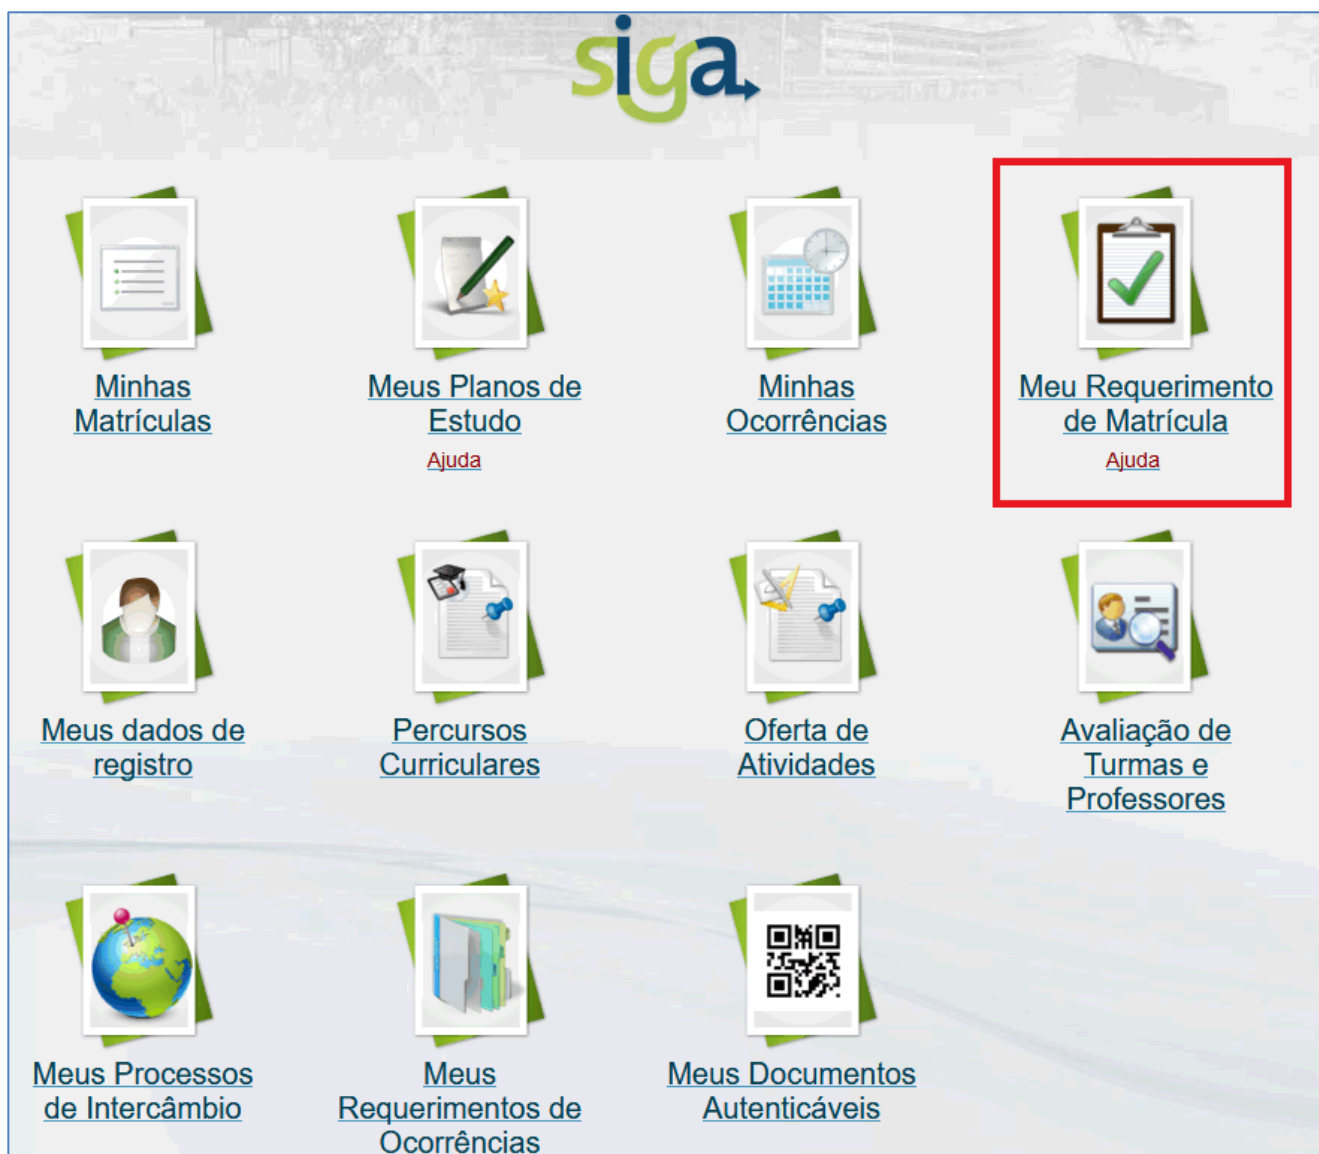 siga
Minhas
Matrículas
Meus Planos de
Estudo
Ajuda
Minhas
Ocorrências
Meu Requerimento
de Matrícula
Ajuda
Meus dados de
registro
Percursos
Curriculares
Oferta de
Atividades
Avaliação de
Turmas e
Professores
Meus Processos
de Intercâmbio
Meus
Requerimentos de
Ocorrências
Meus Documentos
Autenticáveis